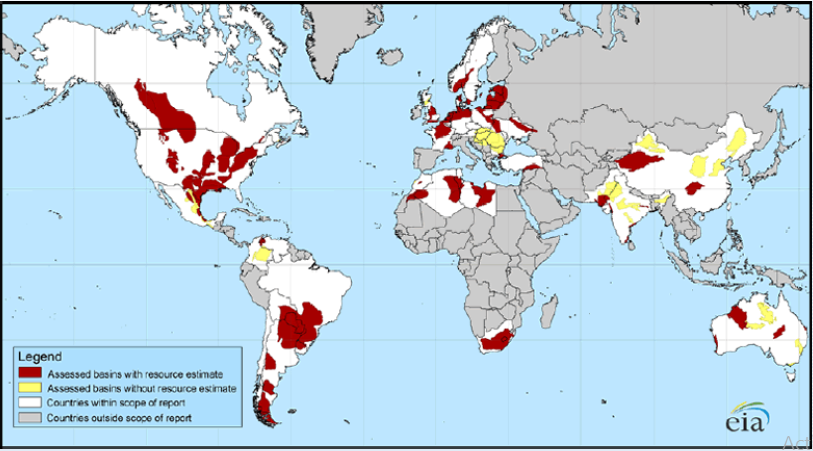 Legend
Assessed basins with resource estimate
Assessed basins without resource estimate
Countries within scope of report
Countries outside scope of report
eia
Act